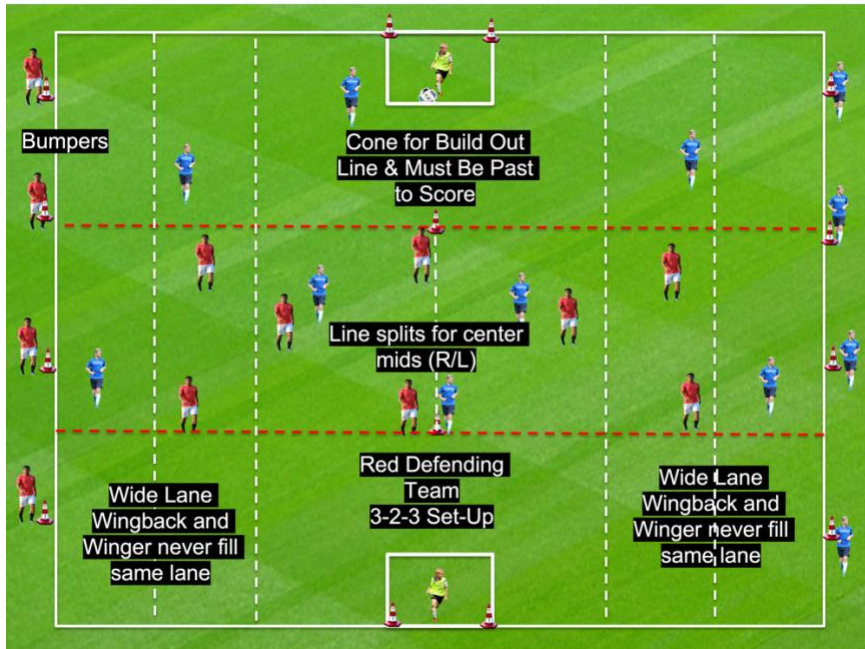 Bumpers
Cone for Build Out
Line & Must Be Past
to Score
Line splits for center
mids (R/L)
Red Defending
Team
3-2-3 Set-Up
Wide Lane
Wingback and
Winger never fill
same lane
Wide Lane
Wingback and
Winger never fill
same lane